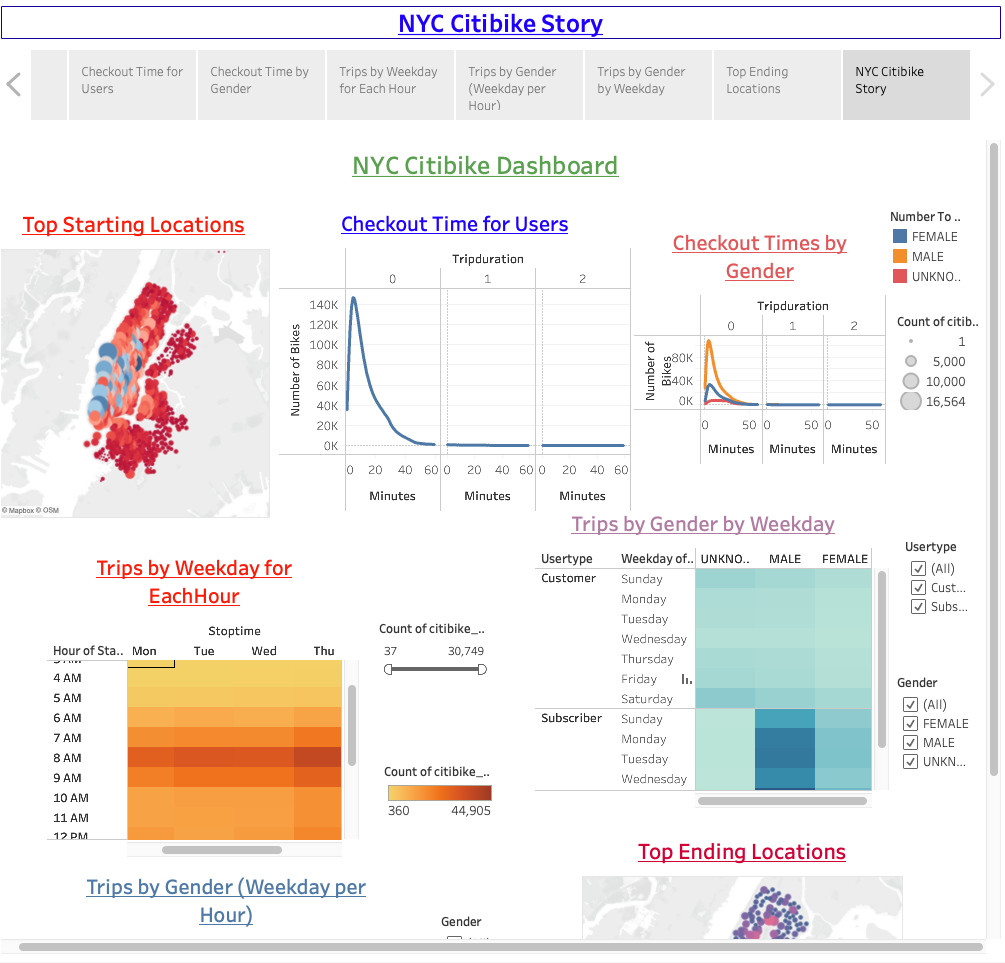 NYC Citibike Story
Checkout Time for Users
Checkout Time by Gender
Trips by Weekday for Each Hour
Trips by Gender (Weekday per Hour)
Trips by Gender by Weekday
Top Ending Locations
NYC Citibike Story
NYC Citibike Dashboard
Top Starting Locations
© Mapbox © OSM
Checkout Time for Users
Tripduration
0 1 2
Number of Bikes
140K
120K
100K
80K
60K
40K
20K
0K
0 20 40 60 0 20 40 60 0 20 40 60
Minutes Minutes Minutes
Checkout Times by
Gender
Tripduration
0 1 2
Number of
Bikes
80K
40K
0K
0 50 0 50 0 50
Minutes Minutes Minutes
Number To ..
FEMALE
MALE
UNKNO..
Count of citib..
1
5,000
10,000
16,564
Trips by Weekday for
EachHour
Stoptime
Hour of Sta.. Mon Tue Wed Thu
4 AM
5 AM
6 AM
7 AM
8 AM
9 AM
10 AM
11 AM
12 PM
Count of citibike_..
37 30,749
Count of citibike_..
360 44,905
Trips by Gender by Weekday
Usertype Weekday of.. UNKNO.. MALE FEMALE
Customer Sunday
Monday
Tuesday
Wednesday
Thursday
Friday
Saturday
Subscriber Sunday
Monday
Tuesday
Wednesday
Usertype
(All)
Cust...
Subs...
Gender
(All)
FEMALE
MALE
UNKN...
Trips by Gender (Weekday per
Hour)
Gender
Top Ending Locations